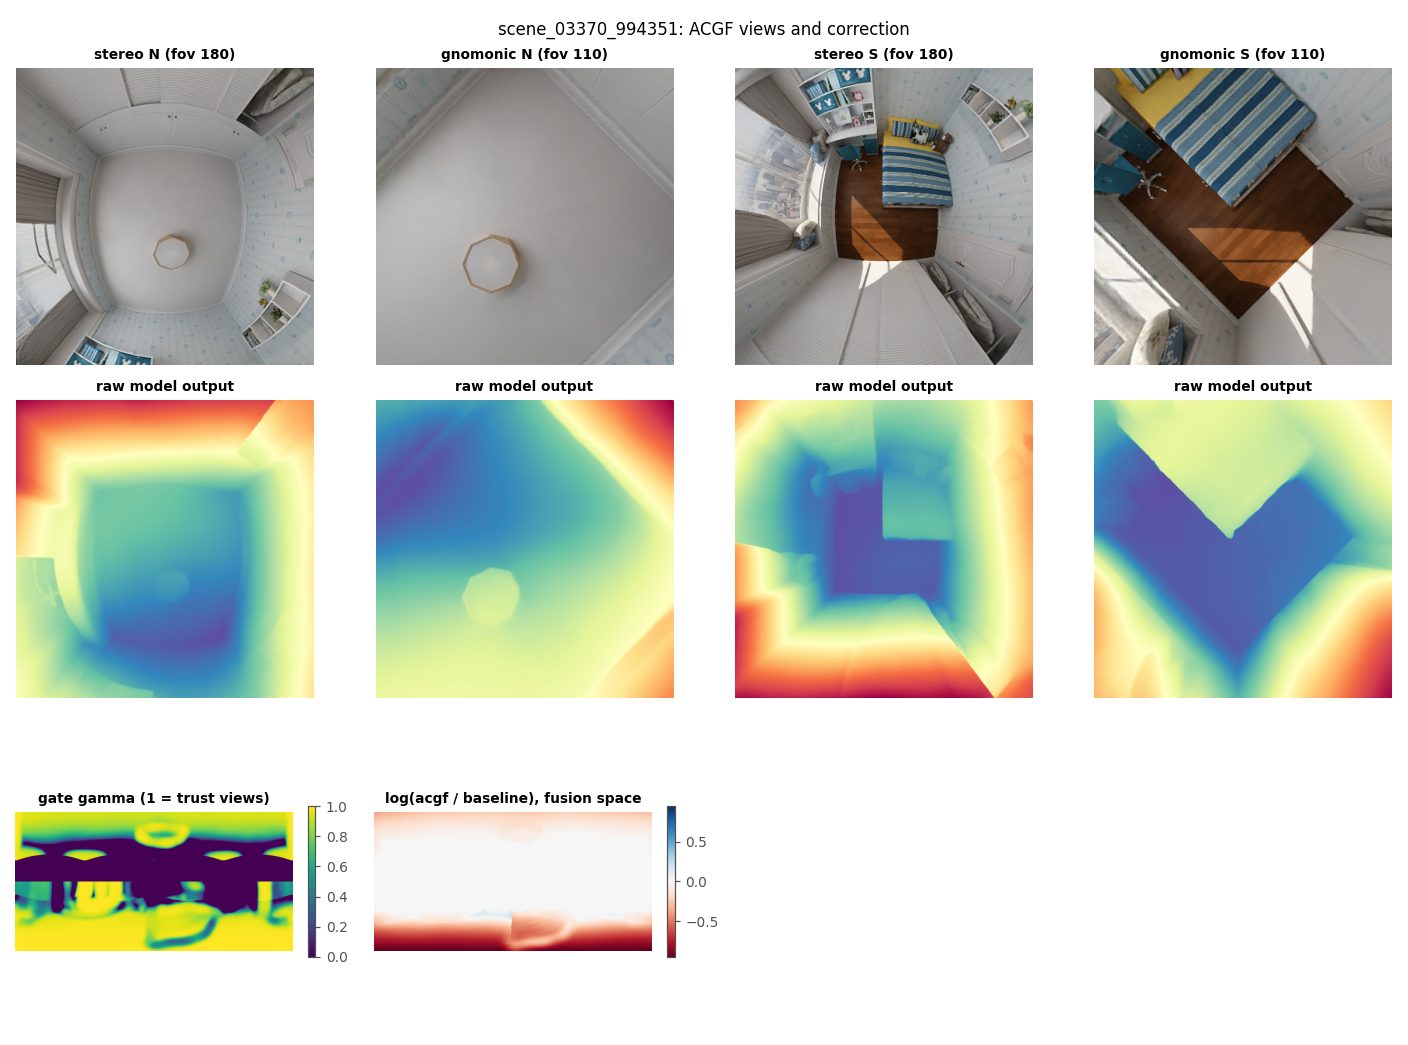 scene_03370_994351: ACGF views and correction
stereo N (fov 180)
gnomonic N (fov 110)
stereo S (fov 180)
gnomonic S (fov 110)
raw model output
raw model output
raw model output
raw model output
gate gamma (1 = trust views)
1.0
0.8
0.6
0.4
0.2
0.0
log(acgf / baseline), fusion space
0.5
0.0
−0.5